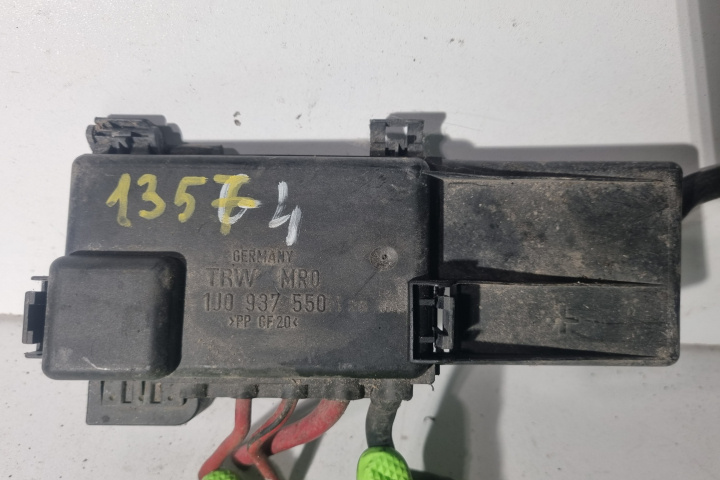 13574
GERMANY
TRW MRO
1J0 937 550
>PP GF20<